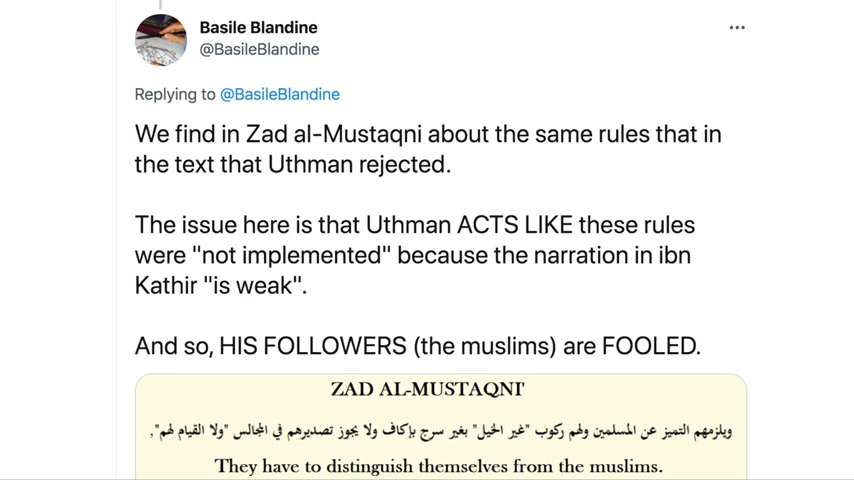 Basile Blandine
@BasileBlandine
Replying to @BasileBlandine
We find in Zad al-Mustaqni about the same rules that in
the text that Uthman rejected.
The issue here is that Uthman ACTS LIKE these rules
were "not implemented" because the narration in ibn
Kathir "is weak".
And so, HIS FOLLOWERS (the muslims) are FOOLED.
ZAD AL-MUSTAQNI'
ويلزمهم التميز عن المسلمين ولهم ركوب "غير الخيل" بغير سرج بإكاف ولا يجوز تصديرهم في المجالس "ولا القيام لهم",
They have to distinguish themselves from the muslims.